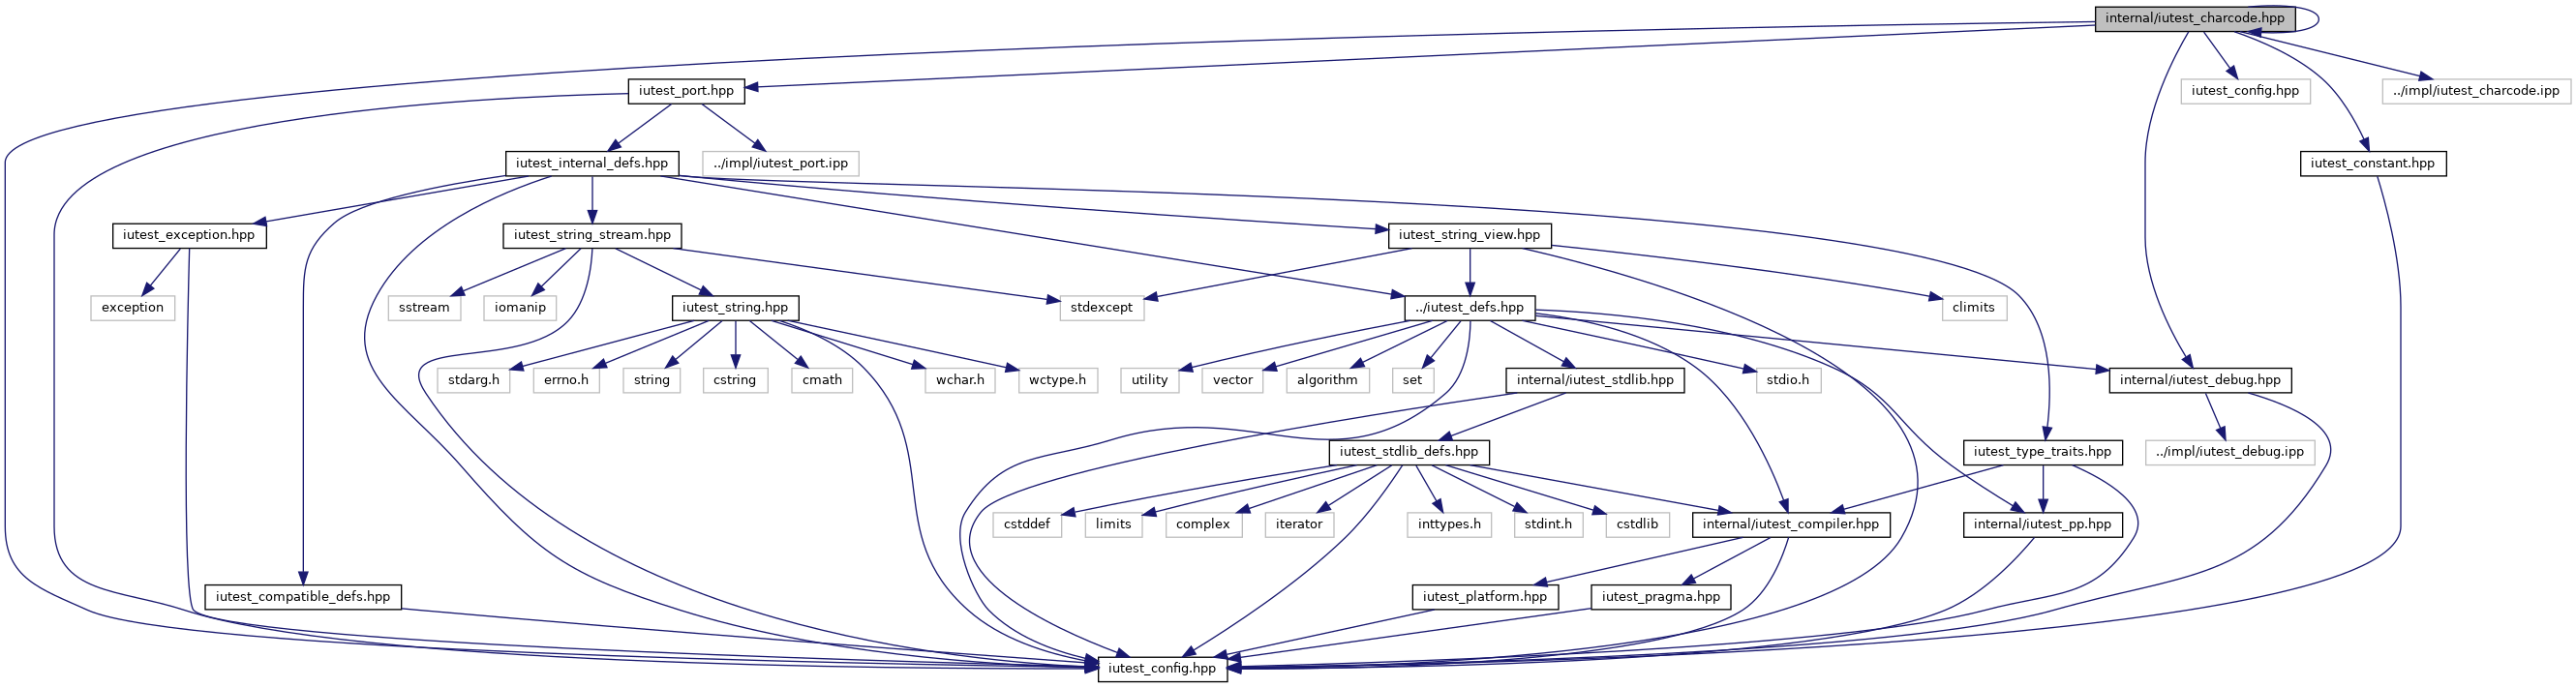 internal/iutest_charcode.hpp
iutest_port.hpp
iutest_config.hpp
../impl/iutest_charcode.ipp
iutest_internal_defs.hpp
../impl/iutest_port.ipp
iutest_constant.hpp
iutest_exception.hpp
iutest_string_stream.hpp
iutest_string_view.hpp
exception
sstream
iomanip
iutest_string.hpp
stdexcept
../iutest_defs.hpp
climits
stdarg.h
errno.h
string
cstring
cmath
wchar.h
wctype.h
utility
vector
algorithm
set
internal/iutest_stdlib.hpp
stdio.h
internal/iutest_debug.hpp
iutest_stdlib_defs.hpp
iutest_type_traits.hpp
../impl/iutest_debug.ipp
cstddef
limits
complex
iterator
inttypes.h
stdint.h
cstdlib
internal/iutest_compiler.hpp
internal/iutest_pp.hpp
iutest_compatible_defs.hpp
iutest_platform.hpp
iutest_pragma.hpp
iutest_config.hpp